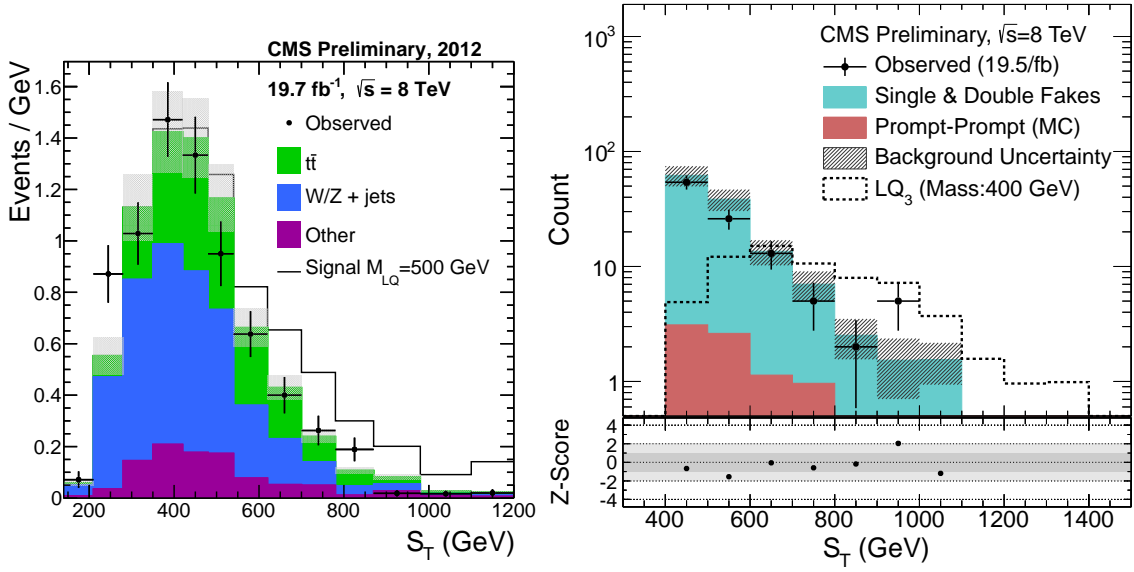 CMS Preliminary, 2012
19.7 fb⁻¹, √s = 8 TeV
Observed
tt̄
W/Z + jets
Other
Signal M_LQ=500 GeV
Events / GeV
1.6
1.4
1.2
1
0.8
0.6
0.4
0.2
0
200 400 600 800 1000 1200
S_T (GeV)
CMS Preliminary, √s=8 TeV
Observed (19.5/fb)
Single & Double Fakes
Prompt-Prompt (MC)
Background Uncertainty
LQ₃ (Mass:400 GeV)
Count
10³
10²
10
1
Z-Score
4
2
0
-2
-4
400 600 800 1000 1200 1400
S_T (GeV)